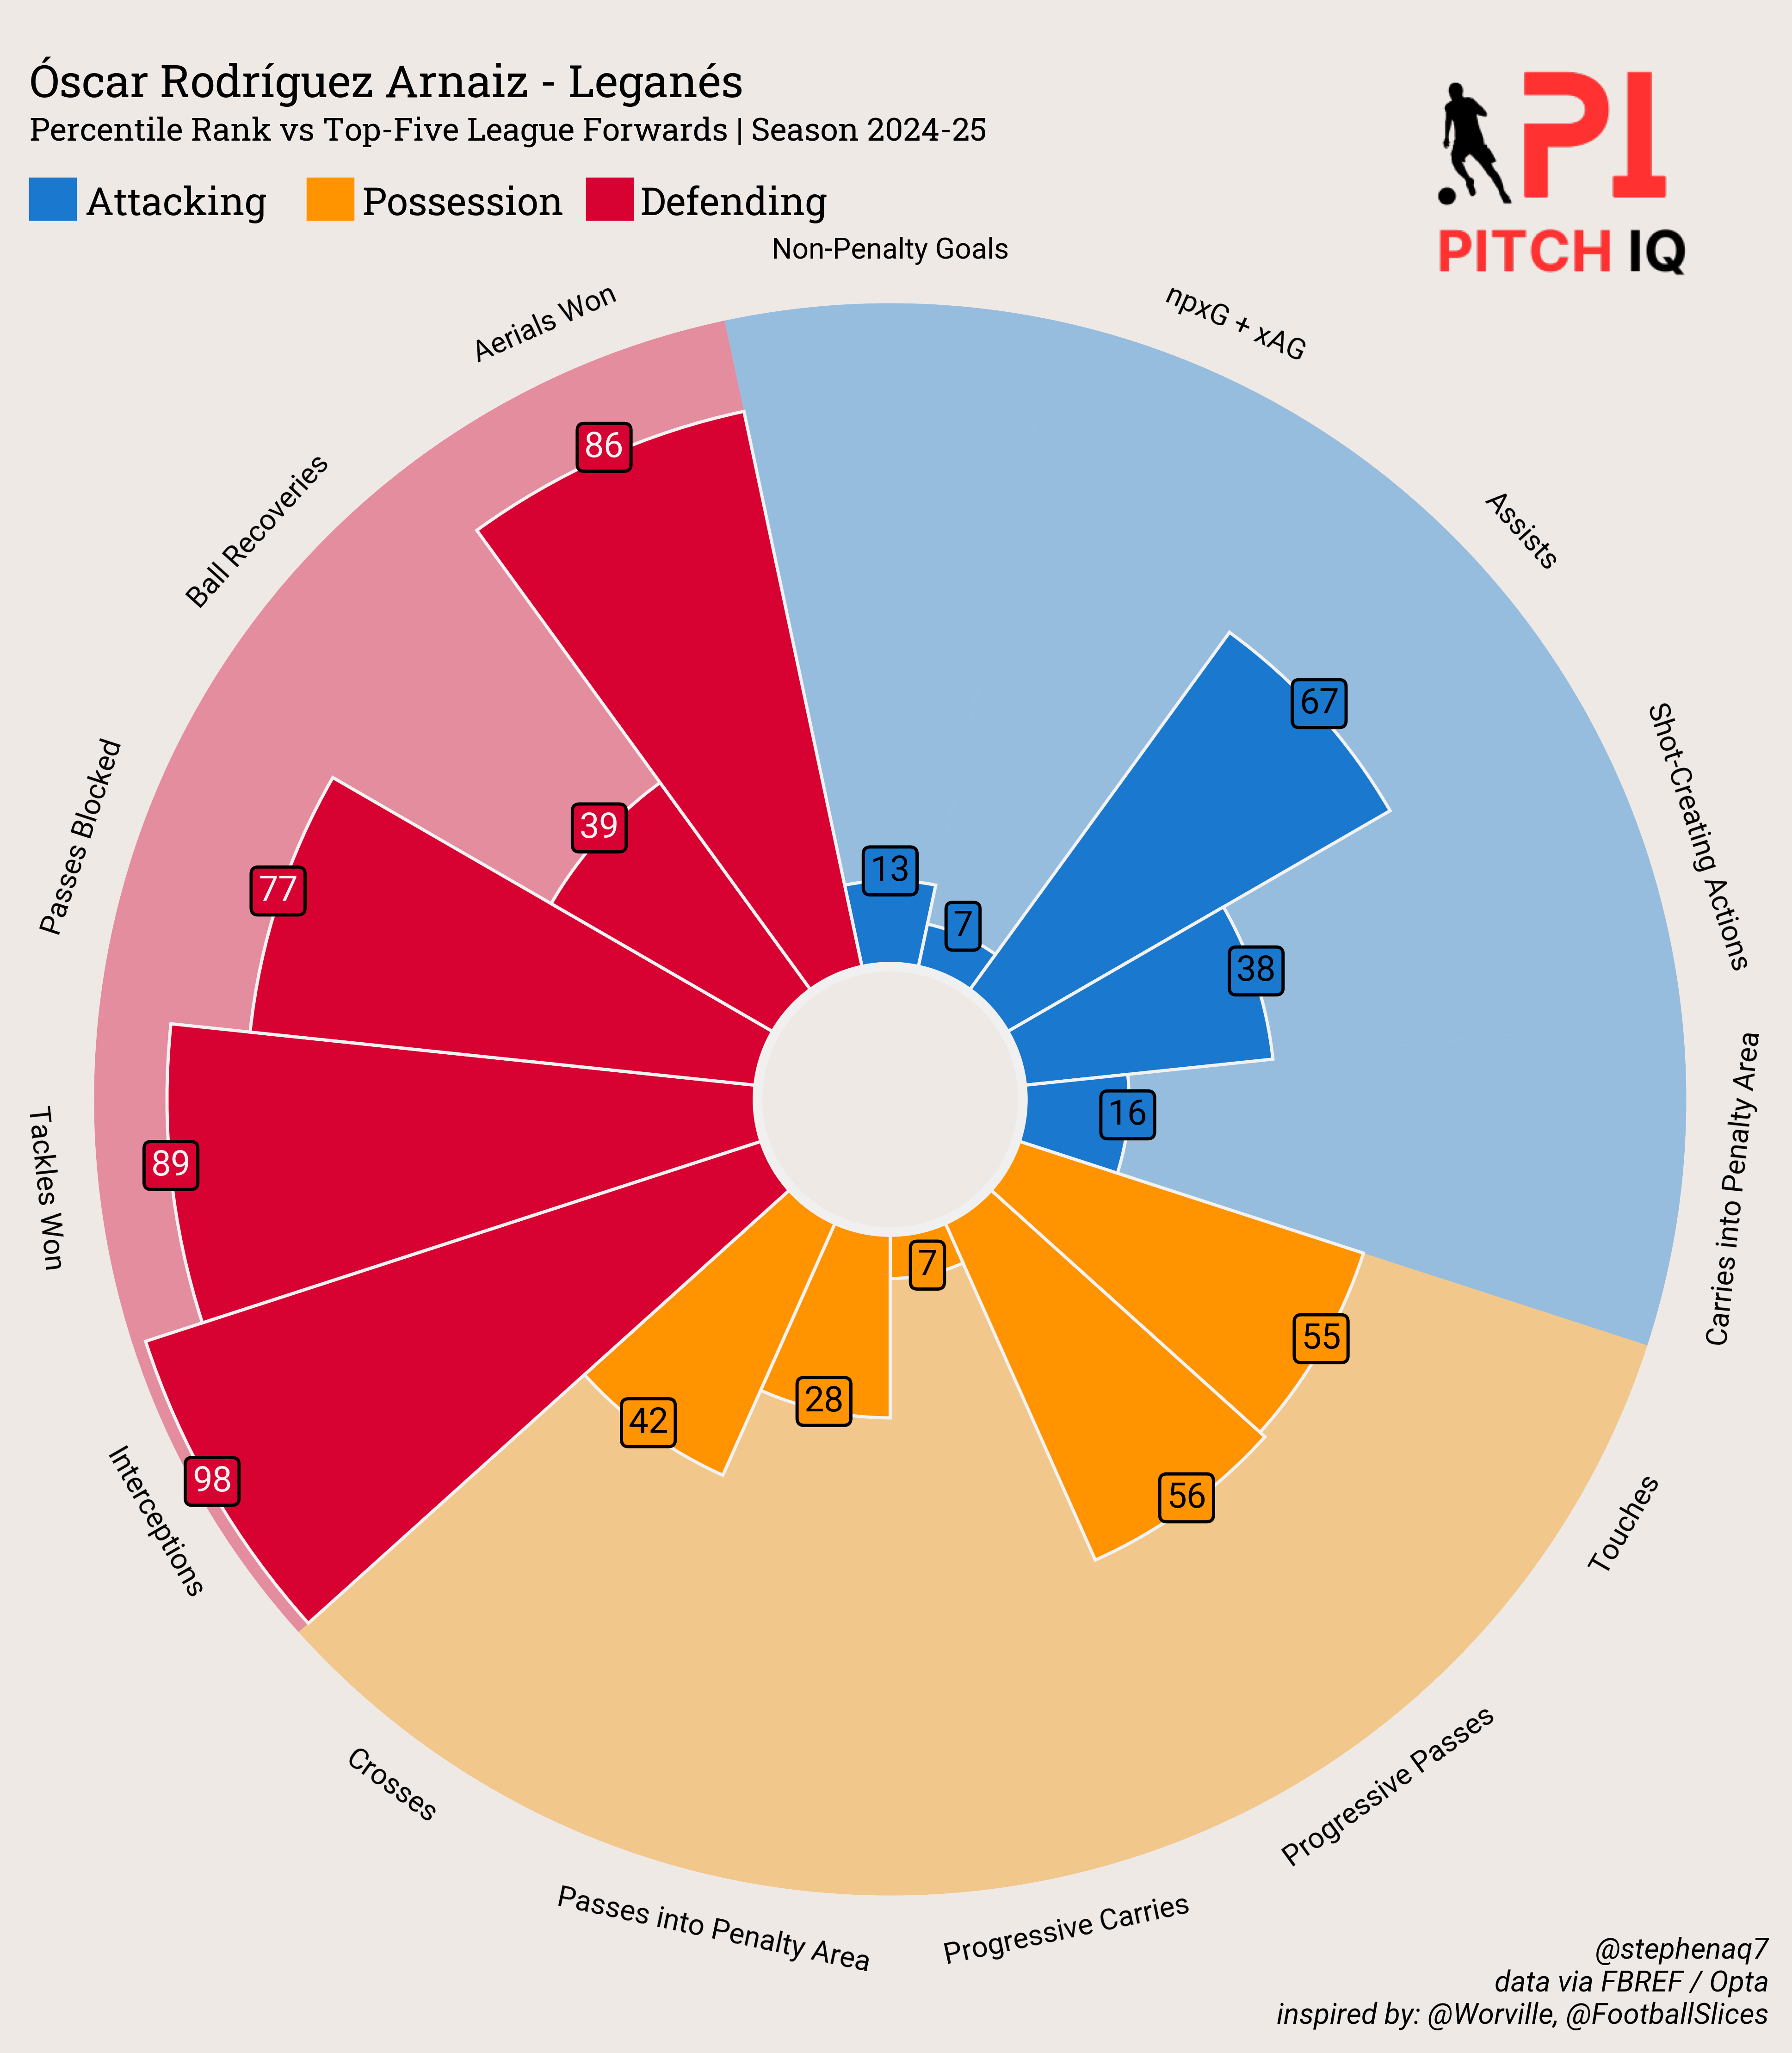 Óscar Rodríguez Arnaiz - Leganés
Percentile Rank vs Top-Five League Forwards | Season 2024-25
Attacking Possession Defending
PI
PITCH IQ
Non-Penalty Goals
npxG + xAG
Assists
Shot-Creating Actions
Carries into Penalty Area
Touches
Progressive Passes
Progressive Carries
Passes into Penalty Area
Crosses
Interceptions
Tackles Won
Passes Blocked
Ball Recoveries
Aerials Won
13
7
67
38
16
55
56
7
28
42
98
89
77
39
86
@stephenaq7
data via FBREF / Opta
inspired by: @Worville, @FootballSlices